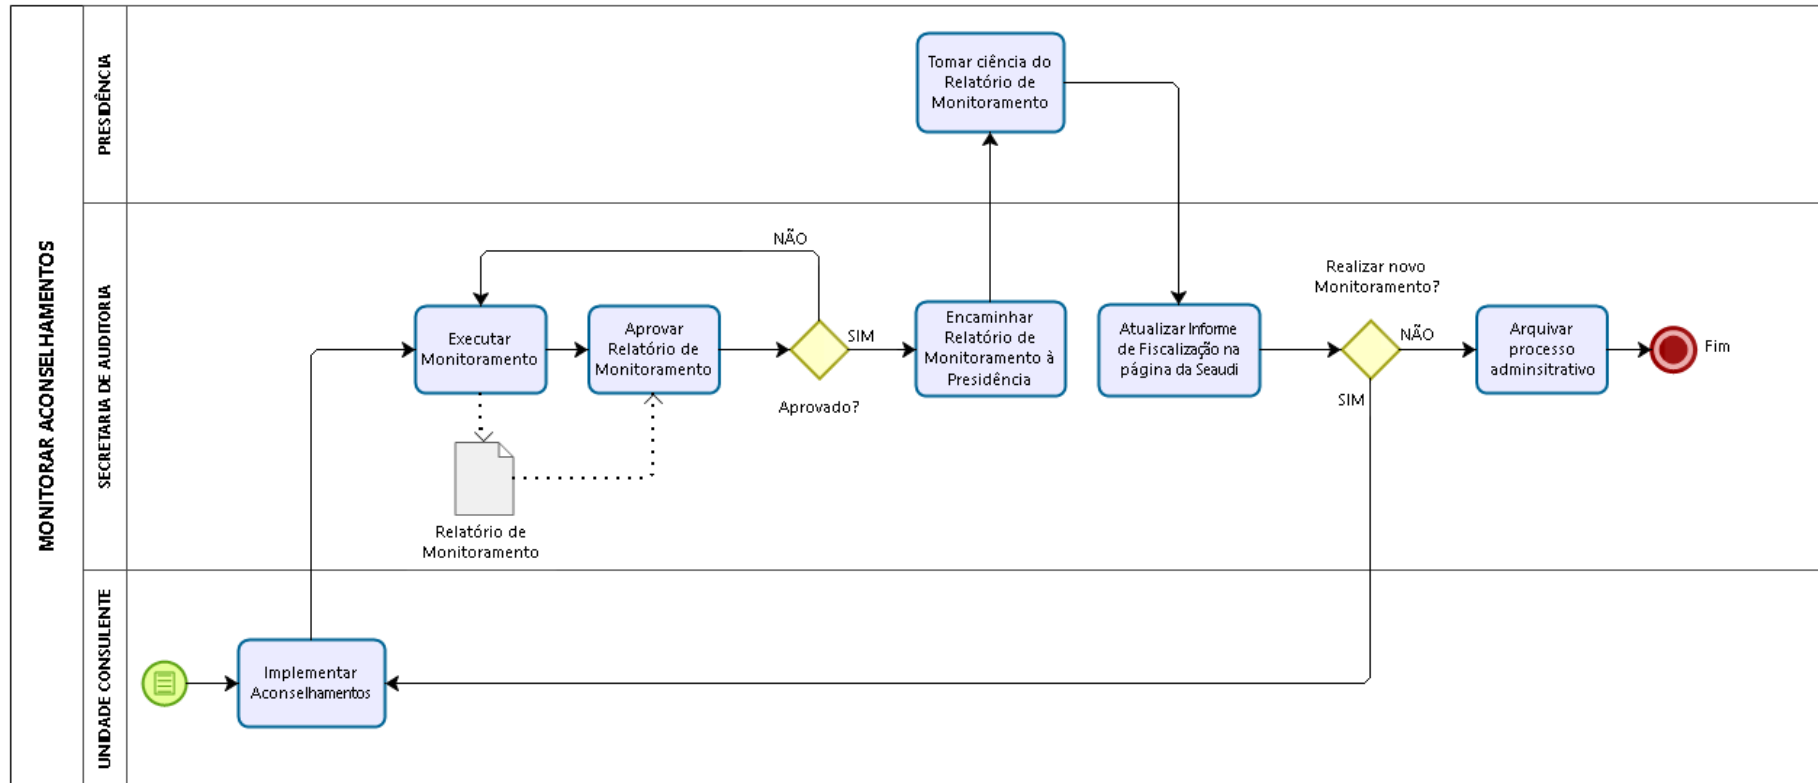 MONITORAR ACONSELHAMENTOS
PRESIDÊNCIA
Tomar ciência do
Relatório de
Monitoramento
SECRETARIA DE AUDITORIA
NÃO
Executar
Monitoramento
Aprovar
Relatório de
Monitoramento
SIM
Aprovado?
Encaminhar
Relatório de
Monitoramento à
Presidência
Atualizar Informe
de Fiscalização na
página da Seaudi
Realizar novo
Monitoramento?
NÃO
SIM
Arquivar
processo
adminsitrativo
Fim
Relatório de
Monitoramento
UNIDADE CONSULENTE
Implementar
Aconselhamentos